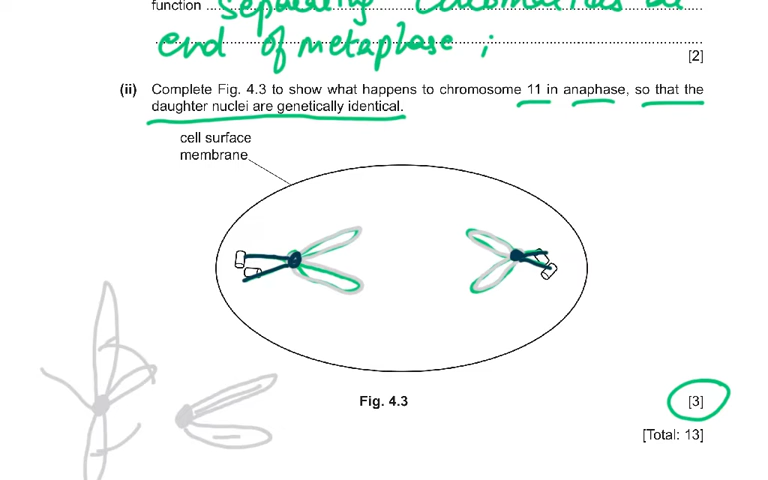 function
end of metaphase ;
[2]
(ii) Complete Fig. 4.3 to show what happens to chromosome 11 in anaphase, so that the
daughter nuclei are genetically identical.
cell surface
membrane
Fig. 4.3
[3]
[Total: 13]